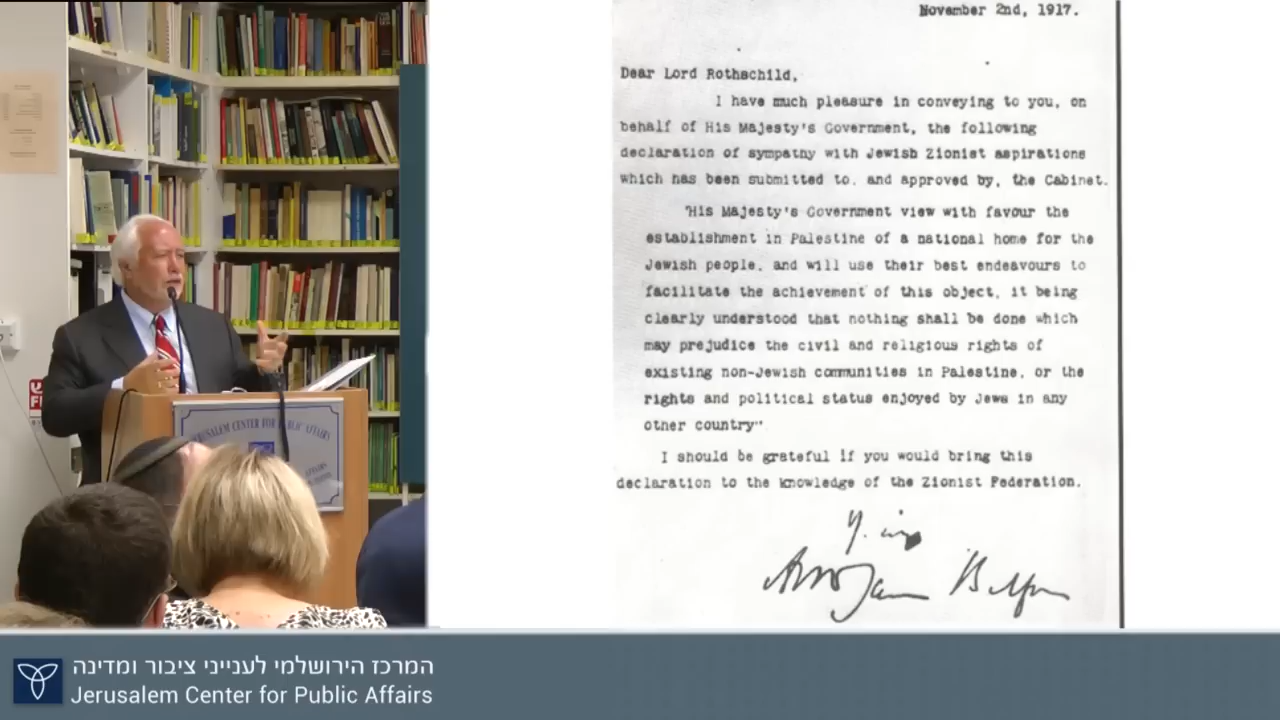 November 2nd, 1917.
Dear Lord Rothschild,
I have much pleasure in conveying to you, on
behalf of His Majesty's Government, the following
declaration of sympathy with Jewish Zionist aspirations
which has been submitted to, and approved by, the Cabinet.
"His Majesty's Government view with favour the
establishment in Palestine of a national home for the
Jewish people, and will use their best endeavours to
facilitate the achievement of this object, it being
clearly understood that nothing shall be done which
may prejudice the civil and religious rights of
existing non-Jewish communities in Palestine, or the
rights and political status enjoyed by Jews in any
other country"
I should be grateful if you would bring this
declaration to the knowledge of the Zionist Federation.
JERUSALEM CENTER FOR PUBLIC AFFAIRS
המרכז הירושלמי לענייני ציבור ומדינה
Jerusalem Center for Public Affairs